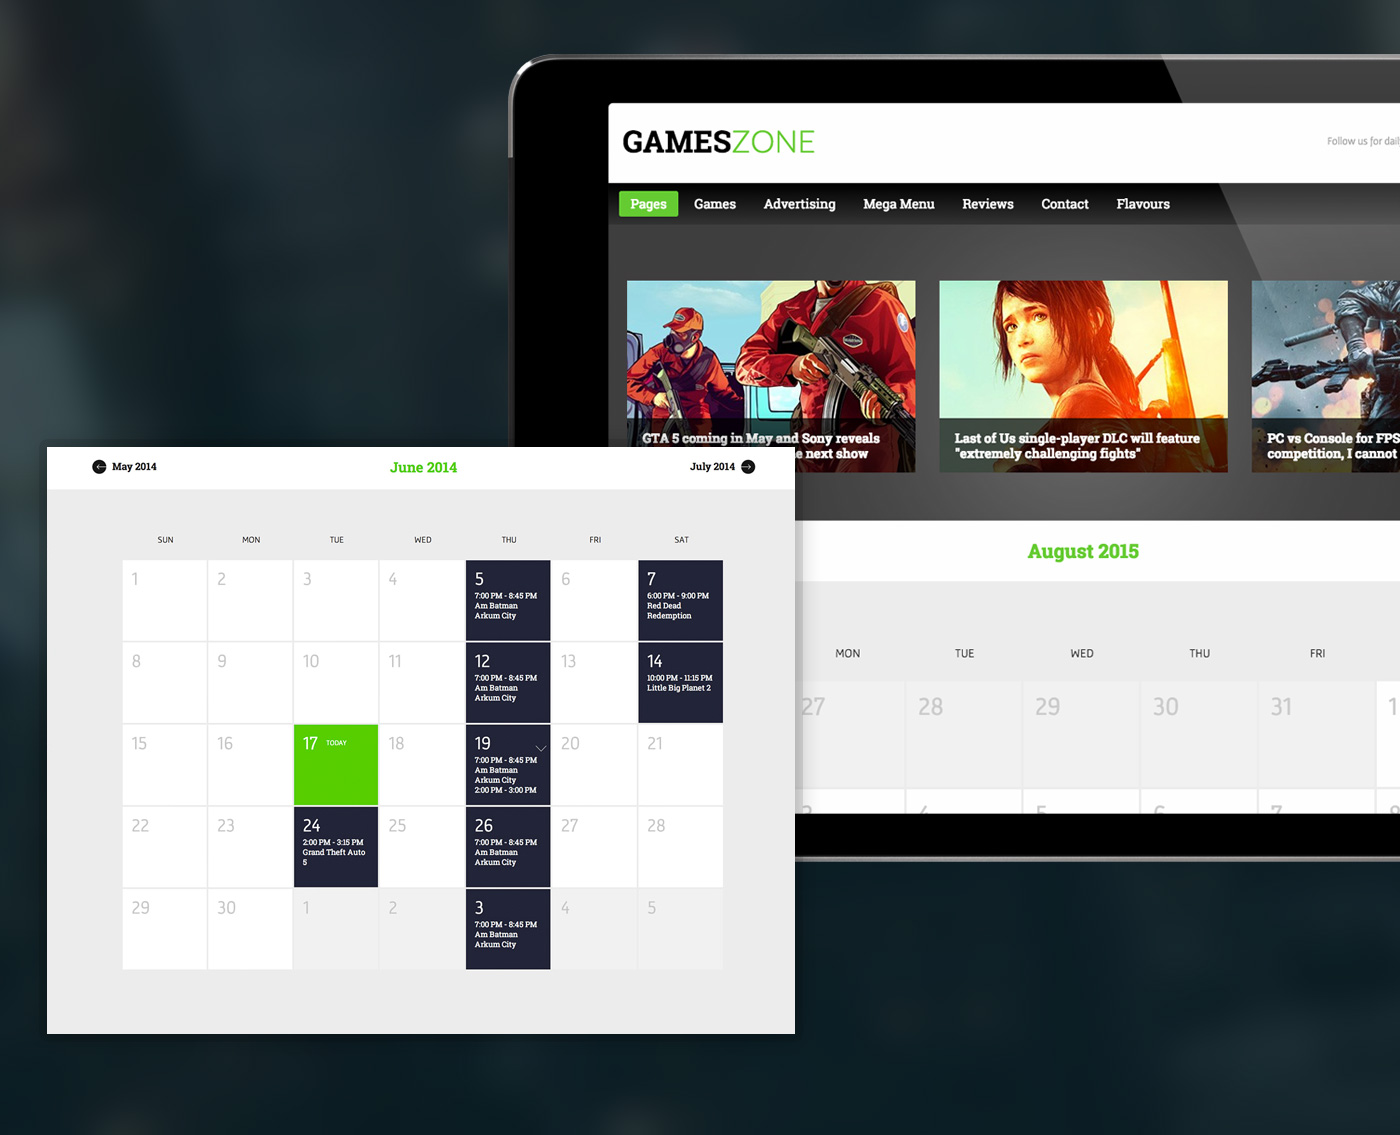 GAMESZONE
Follow us for
Pages Games Advertising Mega Menu Reviews Contact Flavours
GTA 5 coming in May and Sony reveals
e next show
Last of Us single-player DLC will feature
"extremely challenging fights"
PC vs Console for FPS
competition, I cannot
August 2015
MON TUE WED THU FRI
27 28 29 30 31 1
May 2014 June 2014 July 2014
SUN MON TUE WED THU FRI SAT
1 2 3 4 5 6 7
7:00 PM - 8:45 PM
Am Batman
Arkum City
6:00 PM - 9:00 PM
Red Dead
Redemption
8 9 10 11 12 13 14
7:00 PM - 8:45 PM
Am Batman
Arkum City
10:00 PM - 11:15 PM
Little Big Planet 2
15 16 17 TODAY 18 19 20 21
7:00 PM - 8:45 PM
Am Batman
Arkum City
2:00 PM - 3:00 PM
22 23 24 25 26 27 28
2:00 PM - 3:15 PM
Grand Theft Auto
5
7:00 PM - 8:45 PM
Am Batman
Arkum City
29 30 1 2 3 4 5
7:00 PM - 8:45 PM
Am Batman
Arkum City